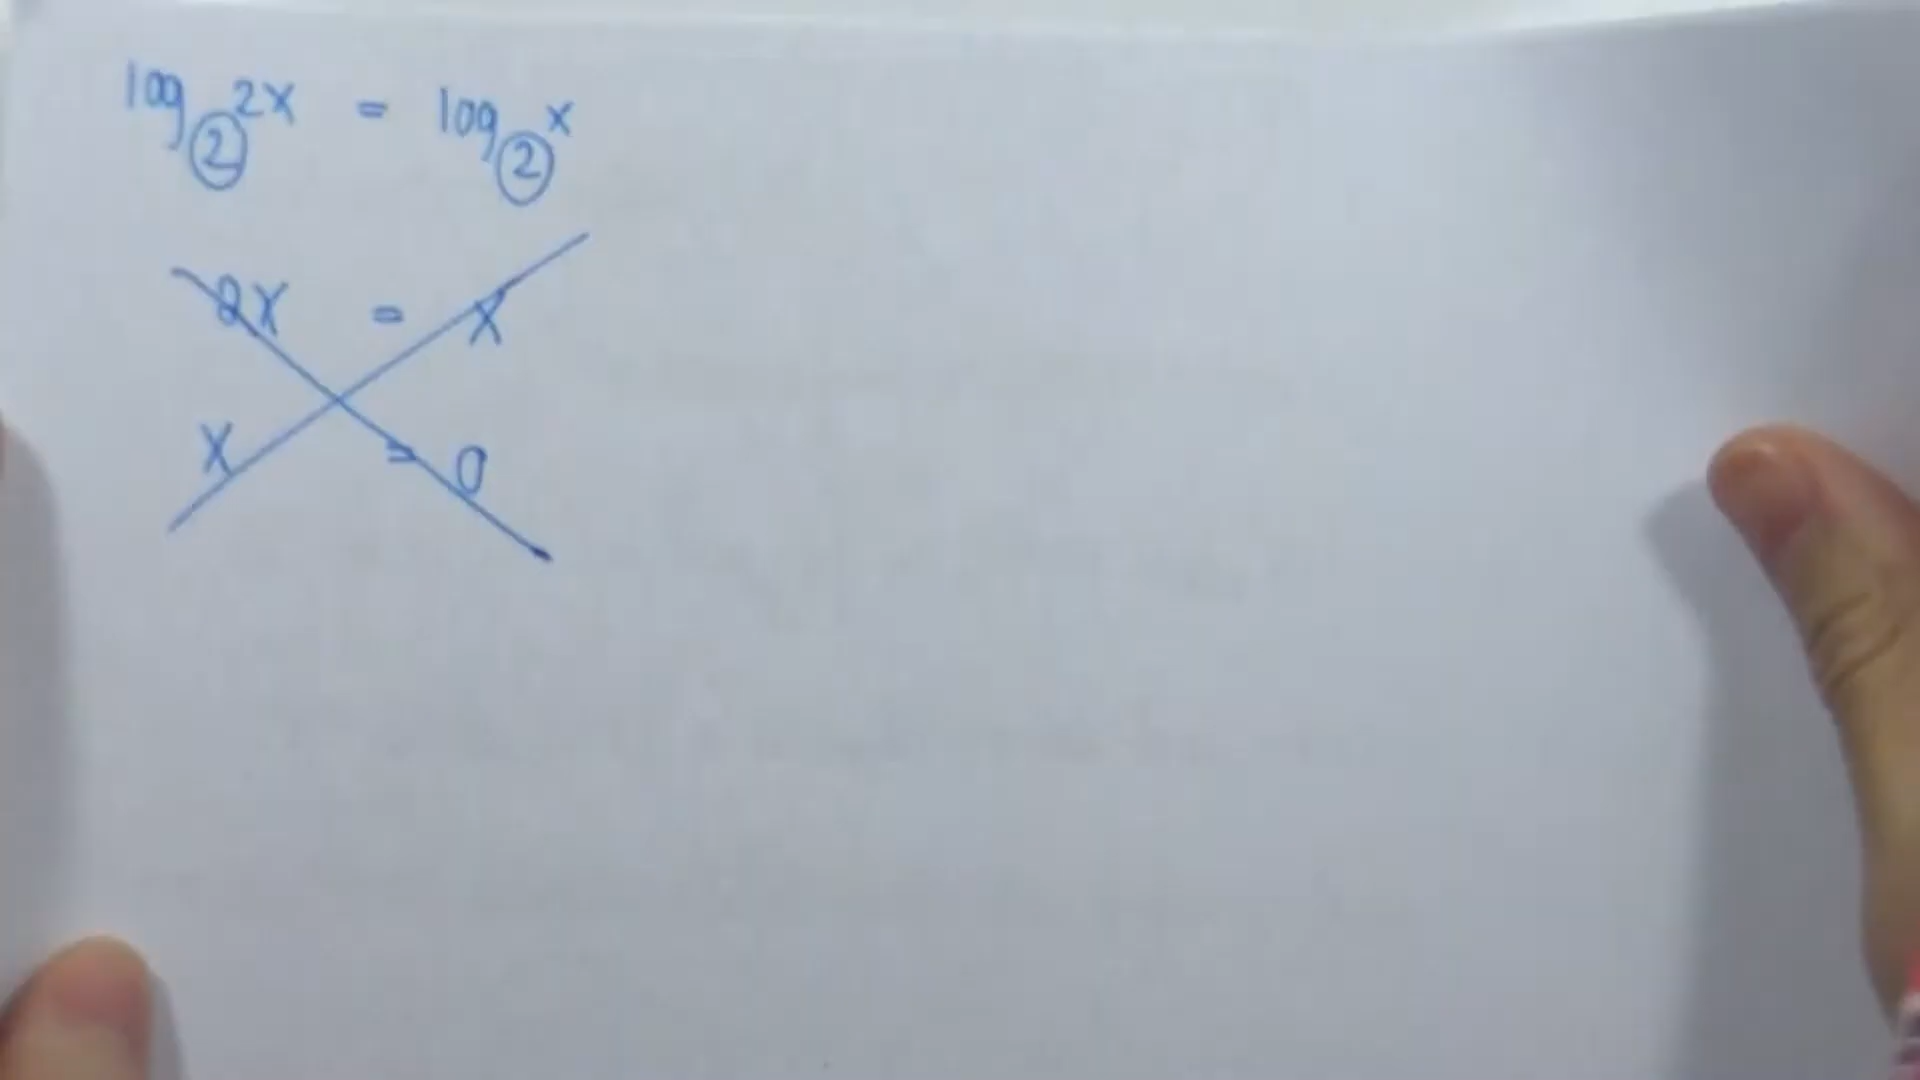 log₂ 2x = log₂ x
2x = x
x = 0